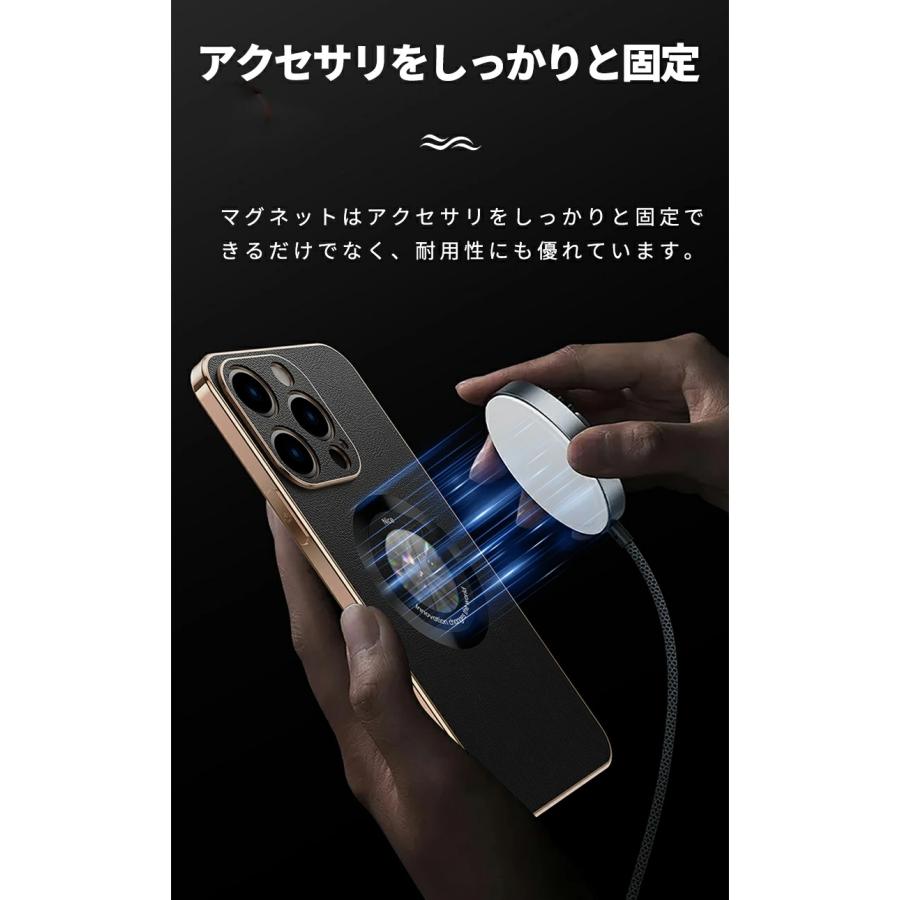 アクセサリをしっかりと固定
マグネットはアクセサリをしっかりと固定で
きるだけでなく、耐用性にも優れています。
Nice